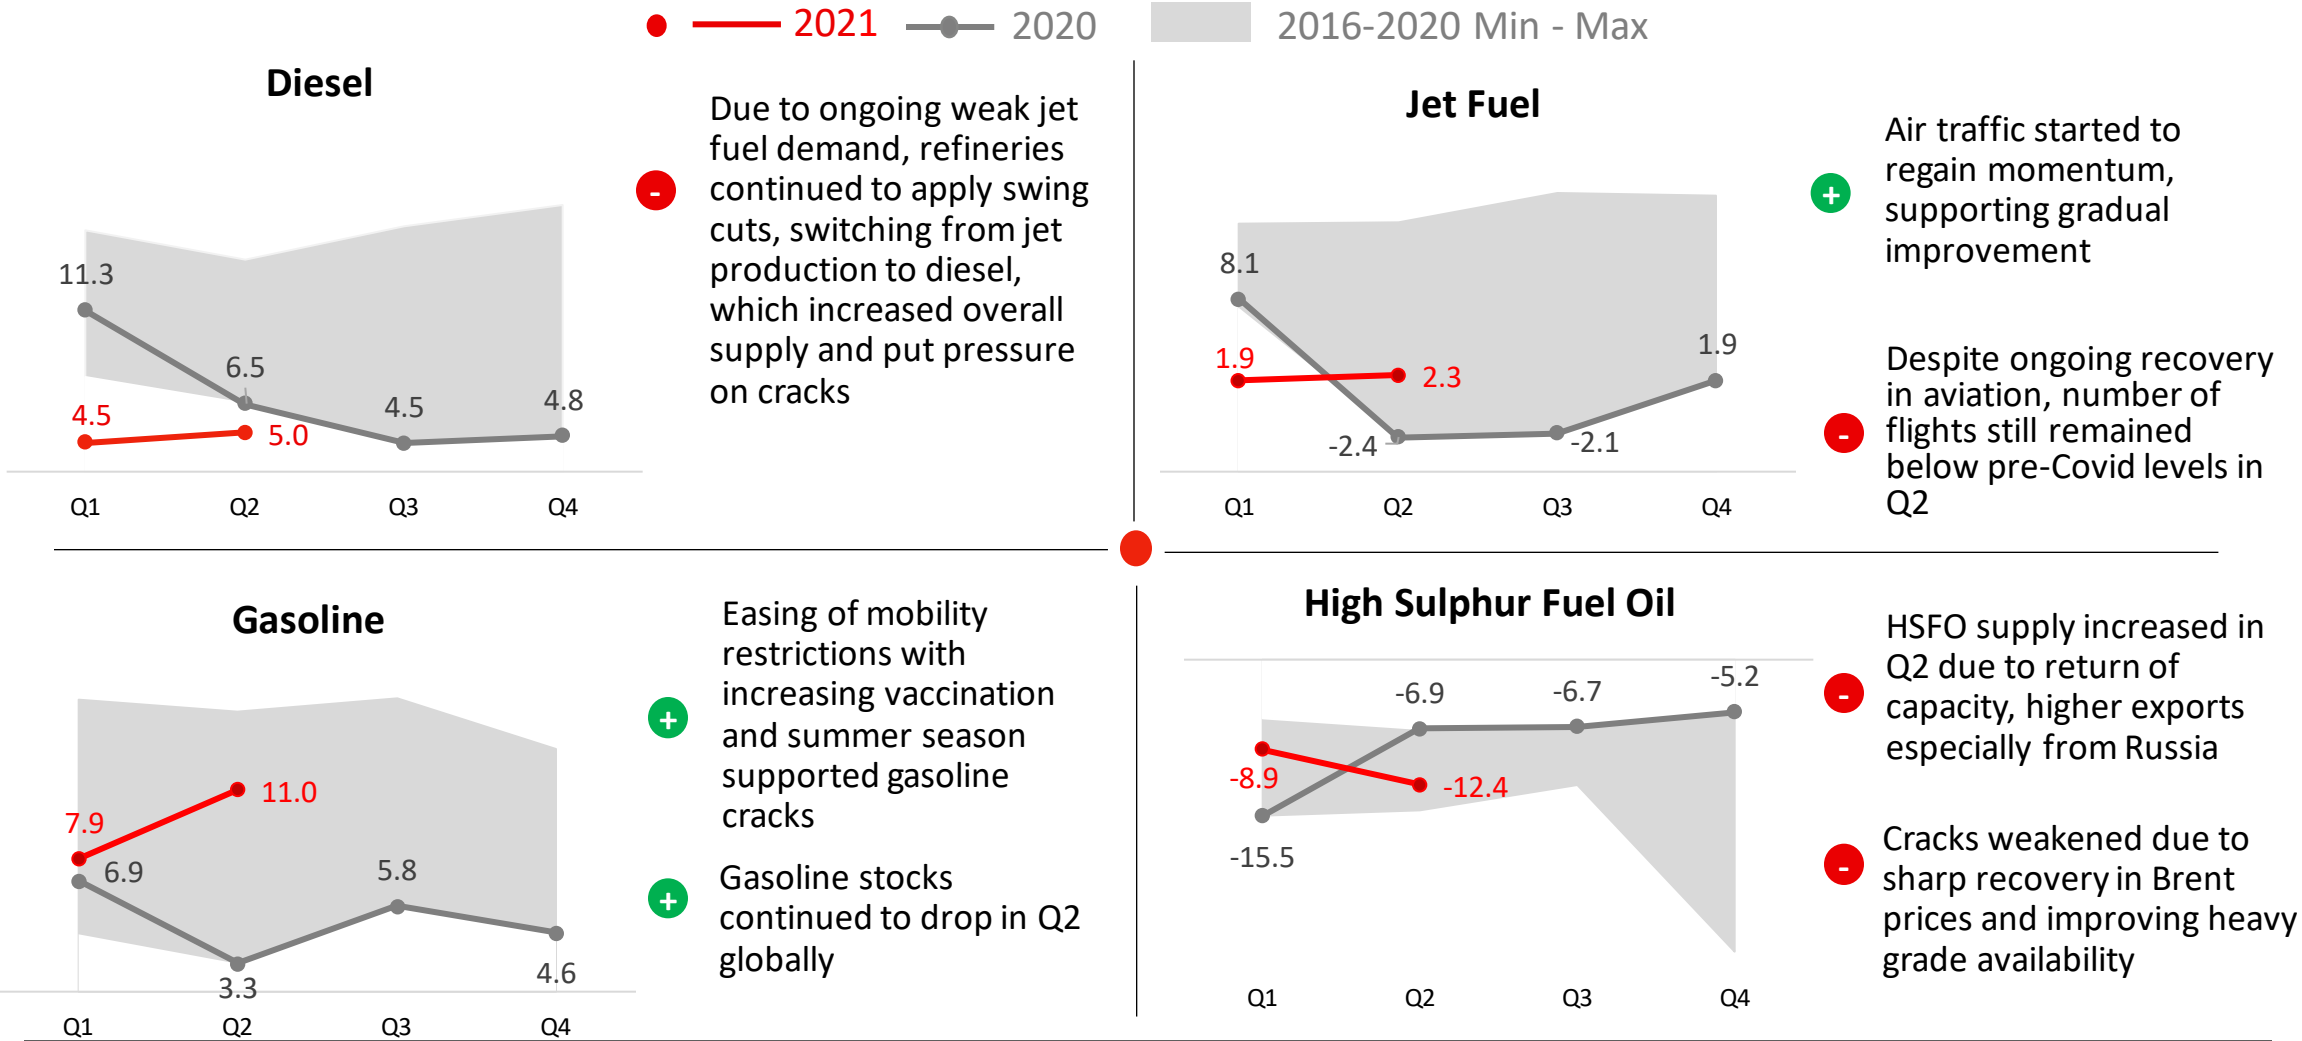 2021 2020 2016-2020 Min - Max
Diesel
11.3
6.5
4.5
4.8
4.5
5.0
Q1 Q2 Q3 Q4
-
Due to ongoing weak jet
fuel demand, refineries
continued to apply swing
cuts, switching from jet
production to diesel,
which increased overall
supply and put pressure
on cracks
Jet Fuel
8.1
1.9
1.9
2.3
-2.4
-2.1
Q1 Q2 Q3 Q4
+
Air traffic started to
regain momentum,
supporting gradual
improvement
-
Despite ongoing recovery
in aviation, number of
flights still remained
below pre-Covid levels in
Q2
Gasoline
7.9
11.0
6.9
5.8
3.3
4.6
Q1 Q2 Q3 Q4
+
Easing of mobility
restrictions with
increasing vaccination
and summer season
supported gasoline
cracks
+
Gasoline stocks
continued to drop in Q2
globally
High Sulphur Fuel Oil
-6.9
-6.7
-5.2
-8.9
-12.4
-15.5
Q1 Q2 Q3 Q4
-
HSFO supply increased in
Q2 due to return of
capacity, higher exports
especially from Russia
-
Cracks weakened due to
sharp recovery in Brent
prices and improving heavy
grade availability